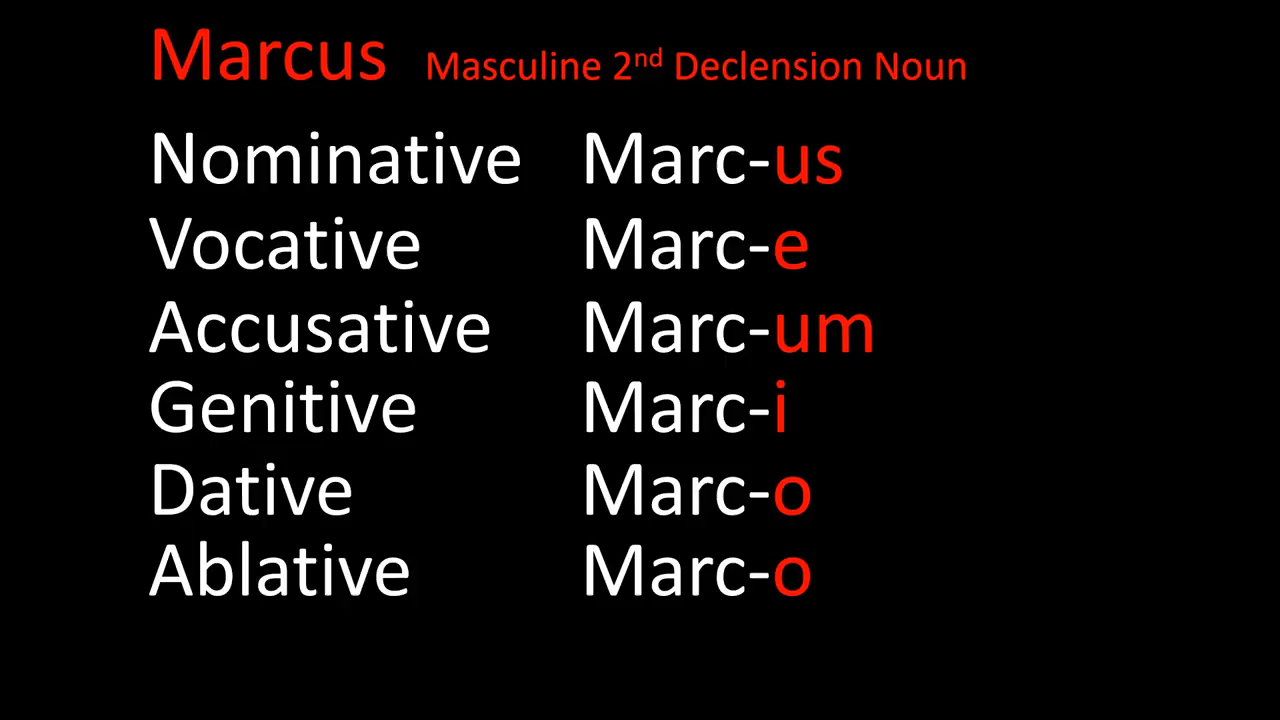 Marcus Masculine 2nd Declension Noun
Nominative Marc-us
Vocative Marc-e
Accusative Marc-um
Genitive Marc-i
Dative Marc-o
Ablative Marc-o